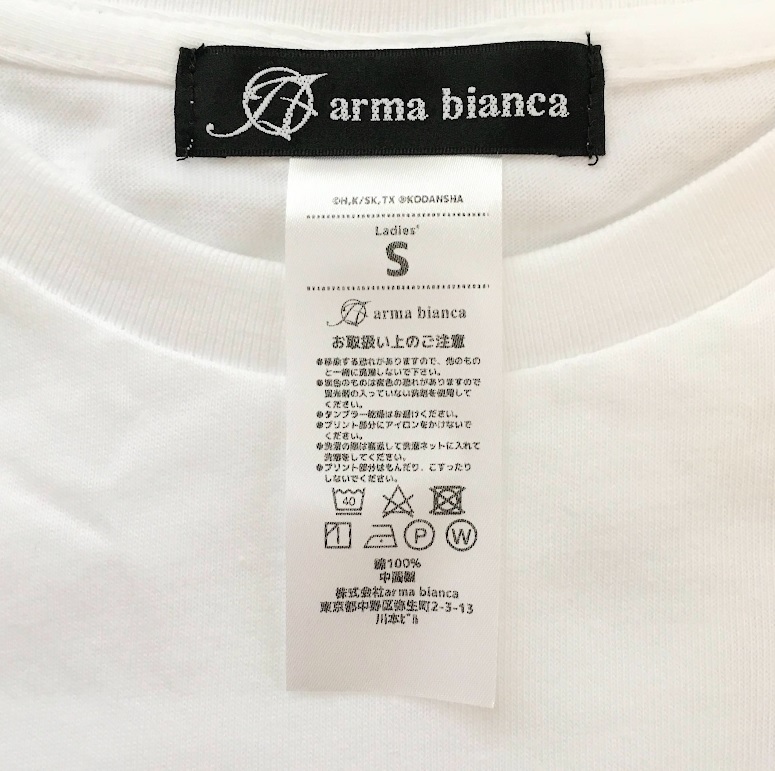 arma bianca
©H,K/SK,TX ®KODANSHA
Ladies'
S
arma bianca
お取扱い上のご注意
●移染する恐れがありますので、他のもの
と一緒に洗濯しないで下さい。
●淡色のものは変色の恐れがありますので
蛍光剤の入っていない洗剤を使用して
ください。
●タンブラー乾燥はお避けください。
●プリント部分にアイロンをかけないで
ください。
●洗濯の際は裏返して洗濯ネットに入れて
洗濯をしてください。
●プリント部分はもんだり、こすったり
しないでください。
40
P W
綿100%
中国製
株式会社arma bianca
東京都中野区弥生町2-3-13
川本ビル